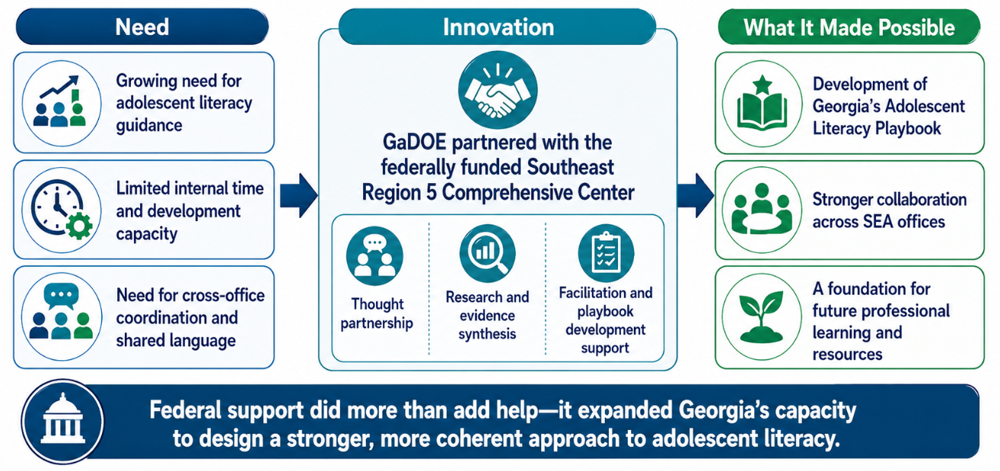 Need
Growing need for
adolescent literacy
guidance
Limited internal time
and development
capacity
Need for cross-office
coordination and
shared language
Innovation
GaDOE partnered with the
federally funded Southeast
Region 5 Comprehensive Center
Thought
partnership
Research and
evidence
synthesis
Facilitation and
playbook
development
support
What It Made Possible
Development of
Georgia’s Adolescent
Literacy Playbook
Stronger collaboration
across SEA offices
A foundation for
future professional
learning and
resources
Federal support did more than add help—it expanded Georgia’s capacity
to design a stronger, more coherent approach to adolescent literacy.